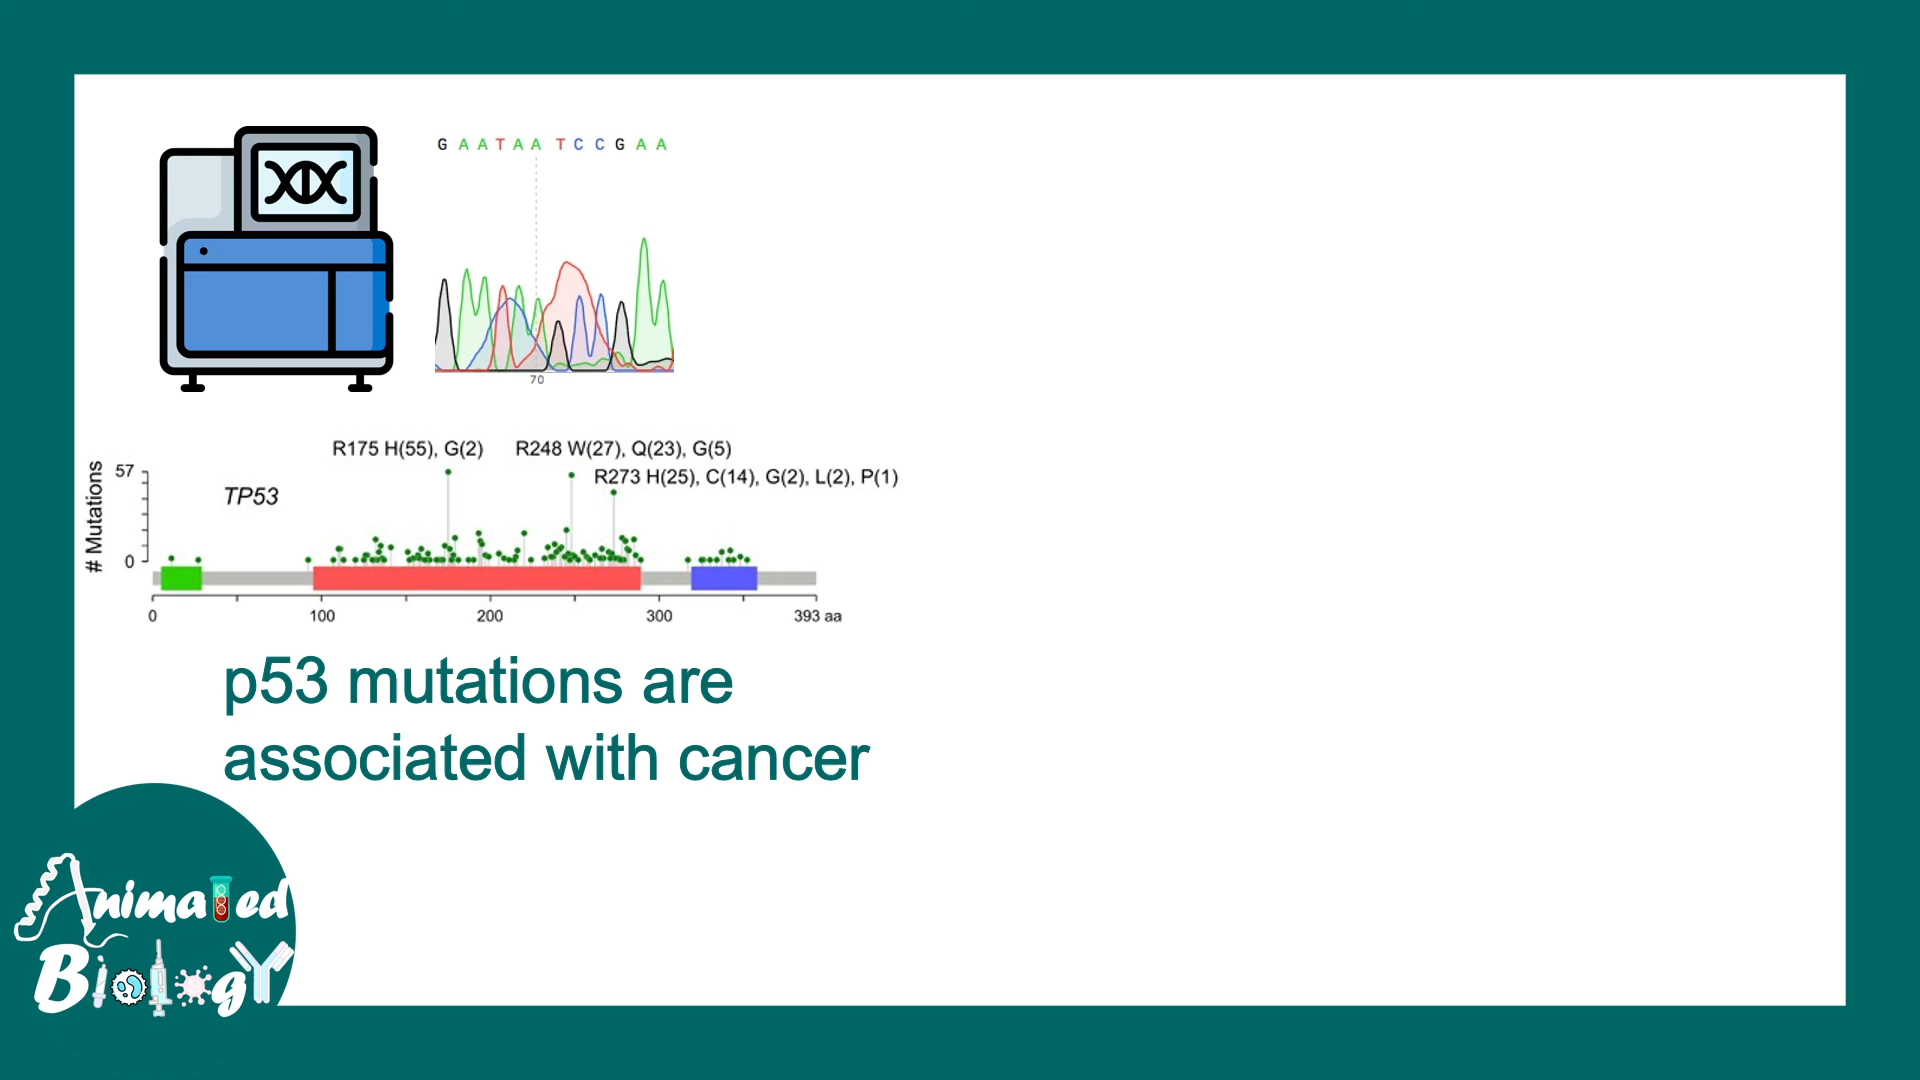 G A A T A A T C C G A A
70
R175 H(55), G(2) R248 W(27), Q(23), G(5)
R273 H(25), C(14), G(2), L(2), P(1)
# Mutations
57
TP53
0
0 100 200 300 393 aa
p53 mutations are
associated with cancer
Animated
Biology